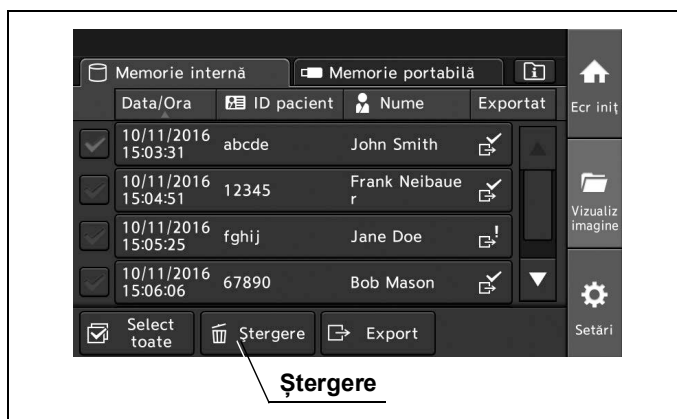 Memorie internă
Memorie portabilă
Data/Ora
ID pacient
Nume
Exportat
Ecr iniț
10/11/2016
15:03:31
abcde
John Smith
10/11/2016
15:04:51
12345
Frank Neibaue
r
Vizualiz
imagine
10/11/2016
15:05:25
fghij
Jane Doe
10/11/2016
15:06:06
67890
Bob Mason
Select
toate
Ștergere
Export
Setări
Ștergere